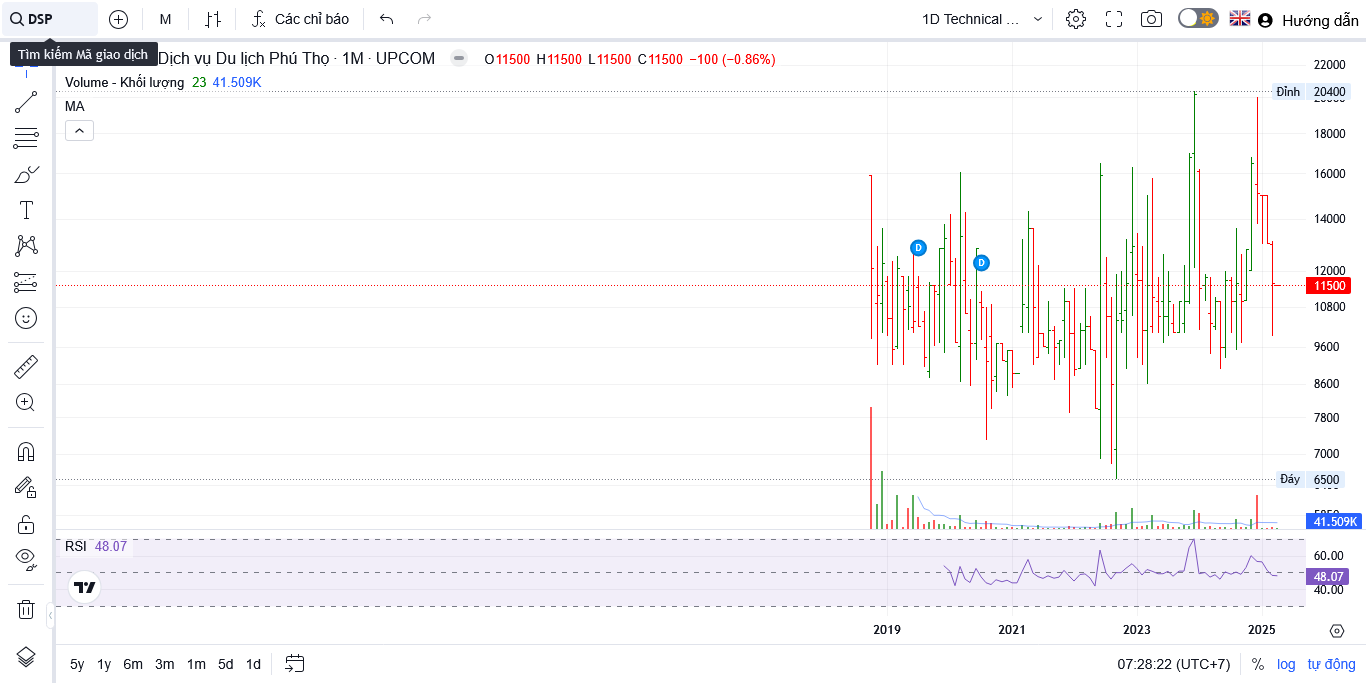 DSP
M
Các chỉ báo
1D Technical ...
Hướng dẫn
Tìm kiếm Mã giao dịch
Dịch vụ Du lịch Phú Thọ · 1M · UPCOM
O11500 H11500 L11500 C11500 −100 (−0.86%)
Volume - Khối lượng 23 41.509K
MA
22000
Đỉnh 20400
18000
16000
14000
12000
11500
10800
9600
8600
7800
7000
Đáy 6500
41.509K
D
D
RSI 48.07
60.00
48.07
40.00
2019 2021 2023 2025
5y 1y 6m 3m 1m 5d 1d
07:28:22 (UTC+7) % log tự động